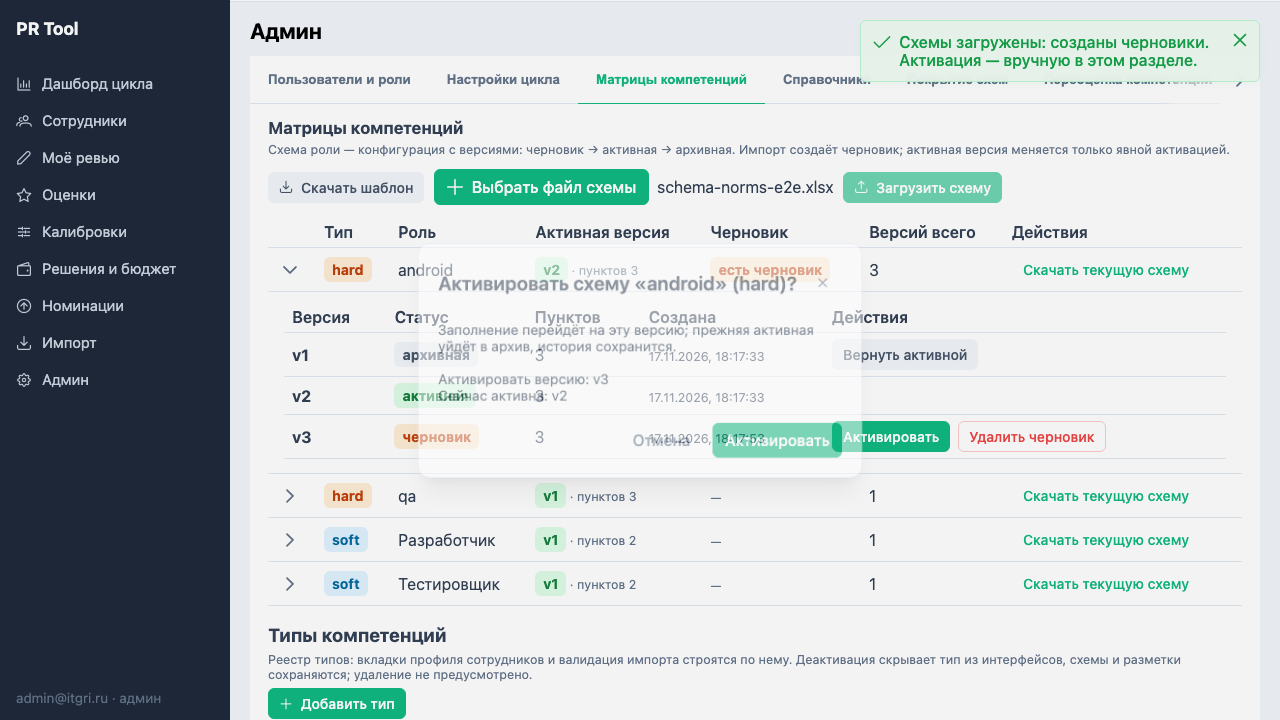 PR Tool
Дашборд цикла
Сотрудники
Моё ревью
Оценки
Калибровки
Решения и бюджет
Номинации
Импорт
Админ
admin@itgri.ru · админ
Админ
Схемы загружены: созданы черновики.
Активация — вручную в этом разделе.
Пользователи и роли
Настройки цикла
Матрицы компетенций
Справочники
Матрицы компетенций
Схема роли — конфигурация с версиями: черновик → активная → архивная. Импорт создаёт черновик; активная версия меняется только явной активацией.
Скачать шаблон
Выбрать файл схемы
schema-norms-e2e.xlsx
Загрузить схему
Тип Роль Активная версия Черновик Версий всего Действия
hard android v2 · пунктов 3 есть черновик 3 Скачать текущую схему
Версия Статус Пунктов Создана Действия
v1 архивная 3 17.11.2026, 18:17:33 Вернуть активной
v2 активная 3 17.11.2026, 18:17:33
v3 черновик 3 17.11.2026, 18:17:53 Активировать Удалить черновик
Активировать схему «android» (hard)?
Заполнение перейдёт на эту версию; прежняя активная
уйдёт в архив, история сохранится.
Активировать версию: v3
Сейчас активна: v2
Отмена
Активировать
hard qa v1 · пунктов 3 — 1 Скачать текущую схему
soft Разработчик v1 · пунктов 2 — 1 Скачать текущую схему
soft Тестировщик v1 · пунктов 2 — 1 Скачать текущую схему
Типы компетенций
Реестр типов: вкладки профиля сотрудников и валидация импорта строятся по нему. Деактивация скрывает тип из интерфейсов, схемы и разметки
сохраняются; удаление не предусмотрено.
Добавить тип